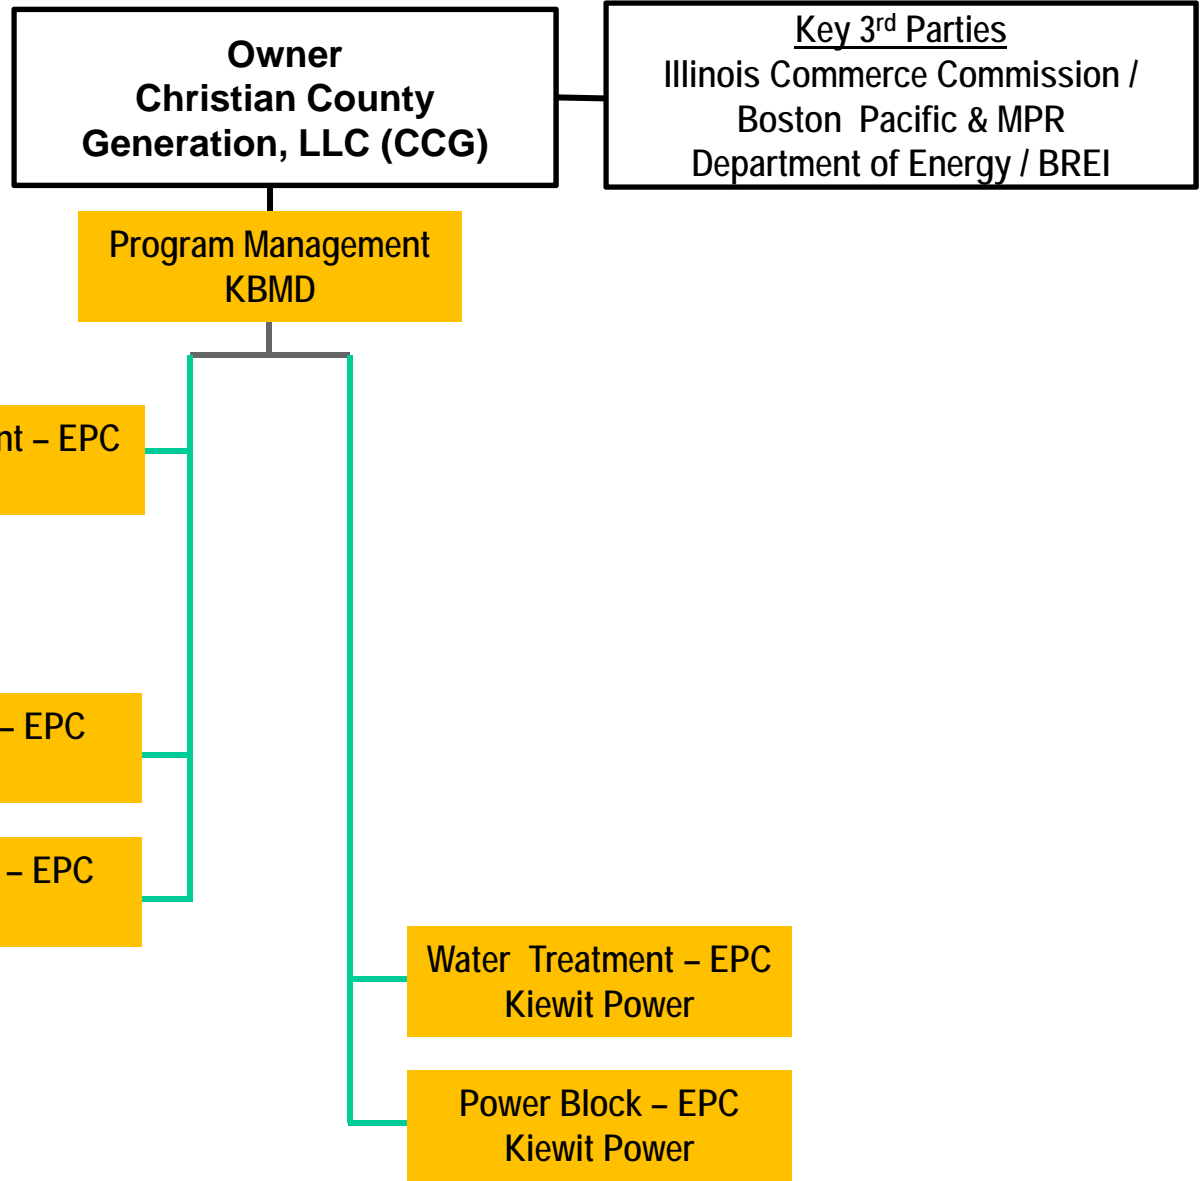 Owner
Christian County
Generation, LLC (CCG)
Key 3rd Parties
Illinois Commerce Commission /
Boston Pacific & MPR
Department of Energy / BREI
Program Management
KBMD
– EPC
– EPC
– EPC
Water Treatment – EPC
Kiewit Power
Power Block – EPC
Kiewit Power